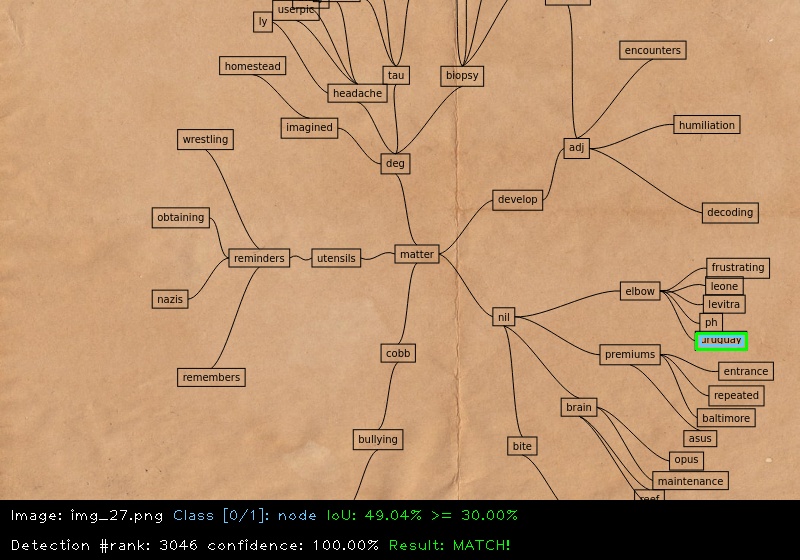 userpic
ly
encounters
homestead
tau
biopsy
headache
humiliation
imagined
wrestling
adj
deg
develop
decoding
obtaining
reminders
utensils
matter
frustrating
leone
elbow
nazis
levitra
nil
ph
uruguay
cobb
premiums
entrance
remembers
repeated
brain
baltimore
bullying
asus
bite
opus
maintenance
reef
Image: img_27.png Class [0/1]: node IoU: 49.04% >= 30.00%
Detection #rank: 3046 confidence: 100.00% Result: MATCH!